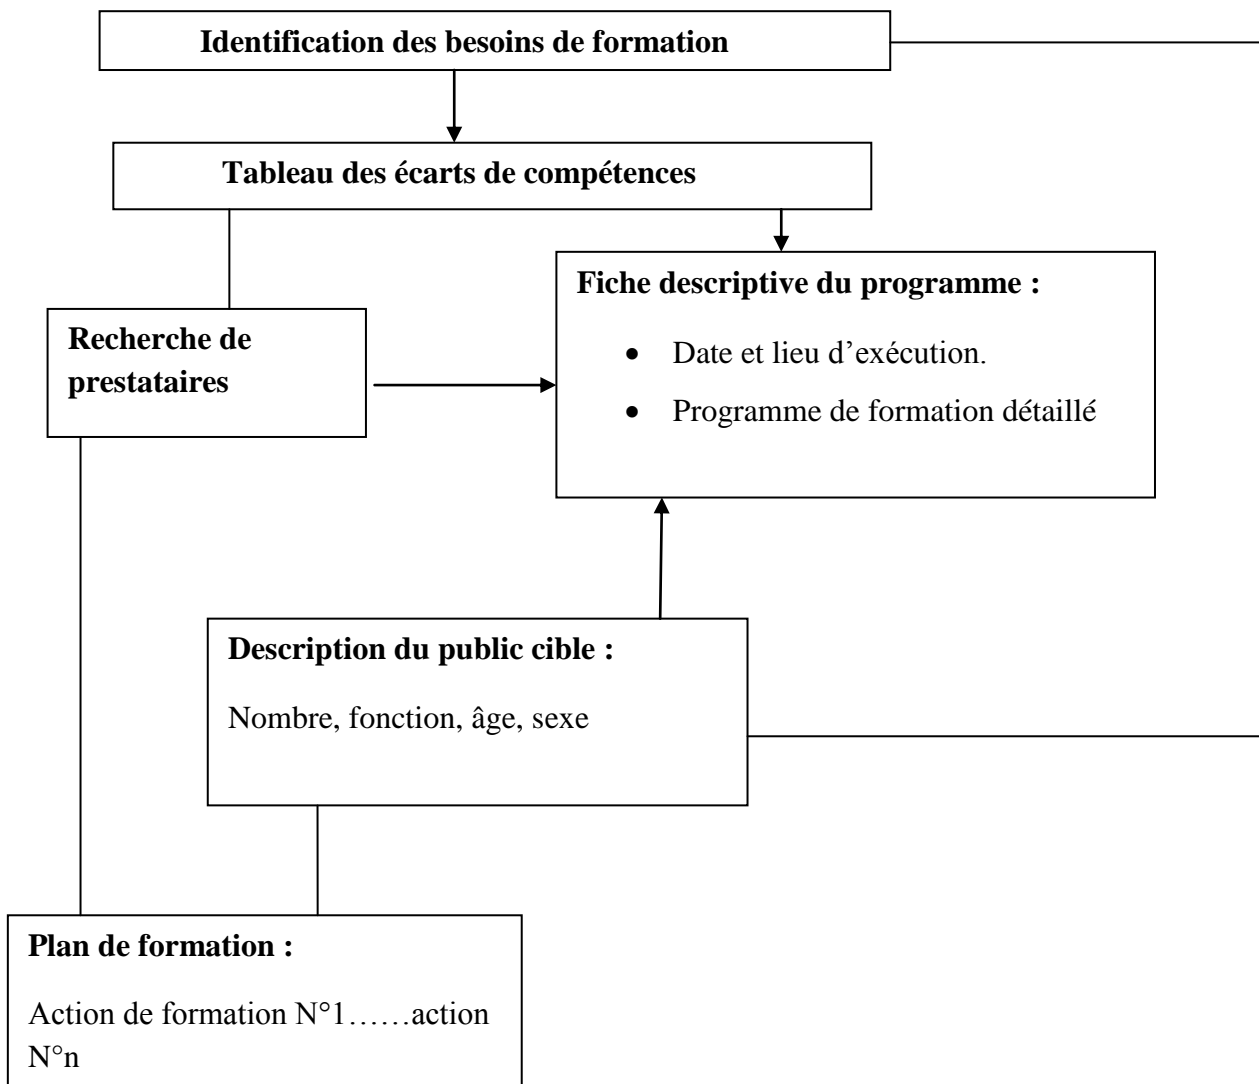 Identification des besoins de formation
Tableau des écarts de compétences
Fiche descriptive du programme :
• Date et lieu d’exécution.
• Programme de formation détaillé
Recherche de
prestataires
Description du public cible :
Nombre, fonction, âge, sexe
Plan de formation :
Action de formation N°1……action
N°n